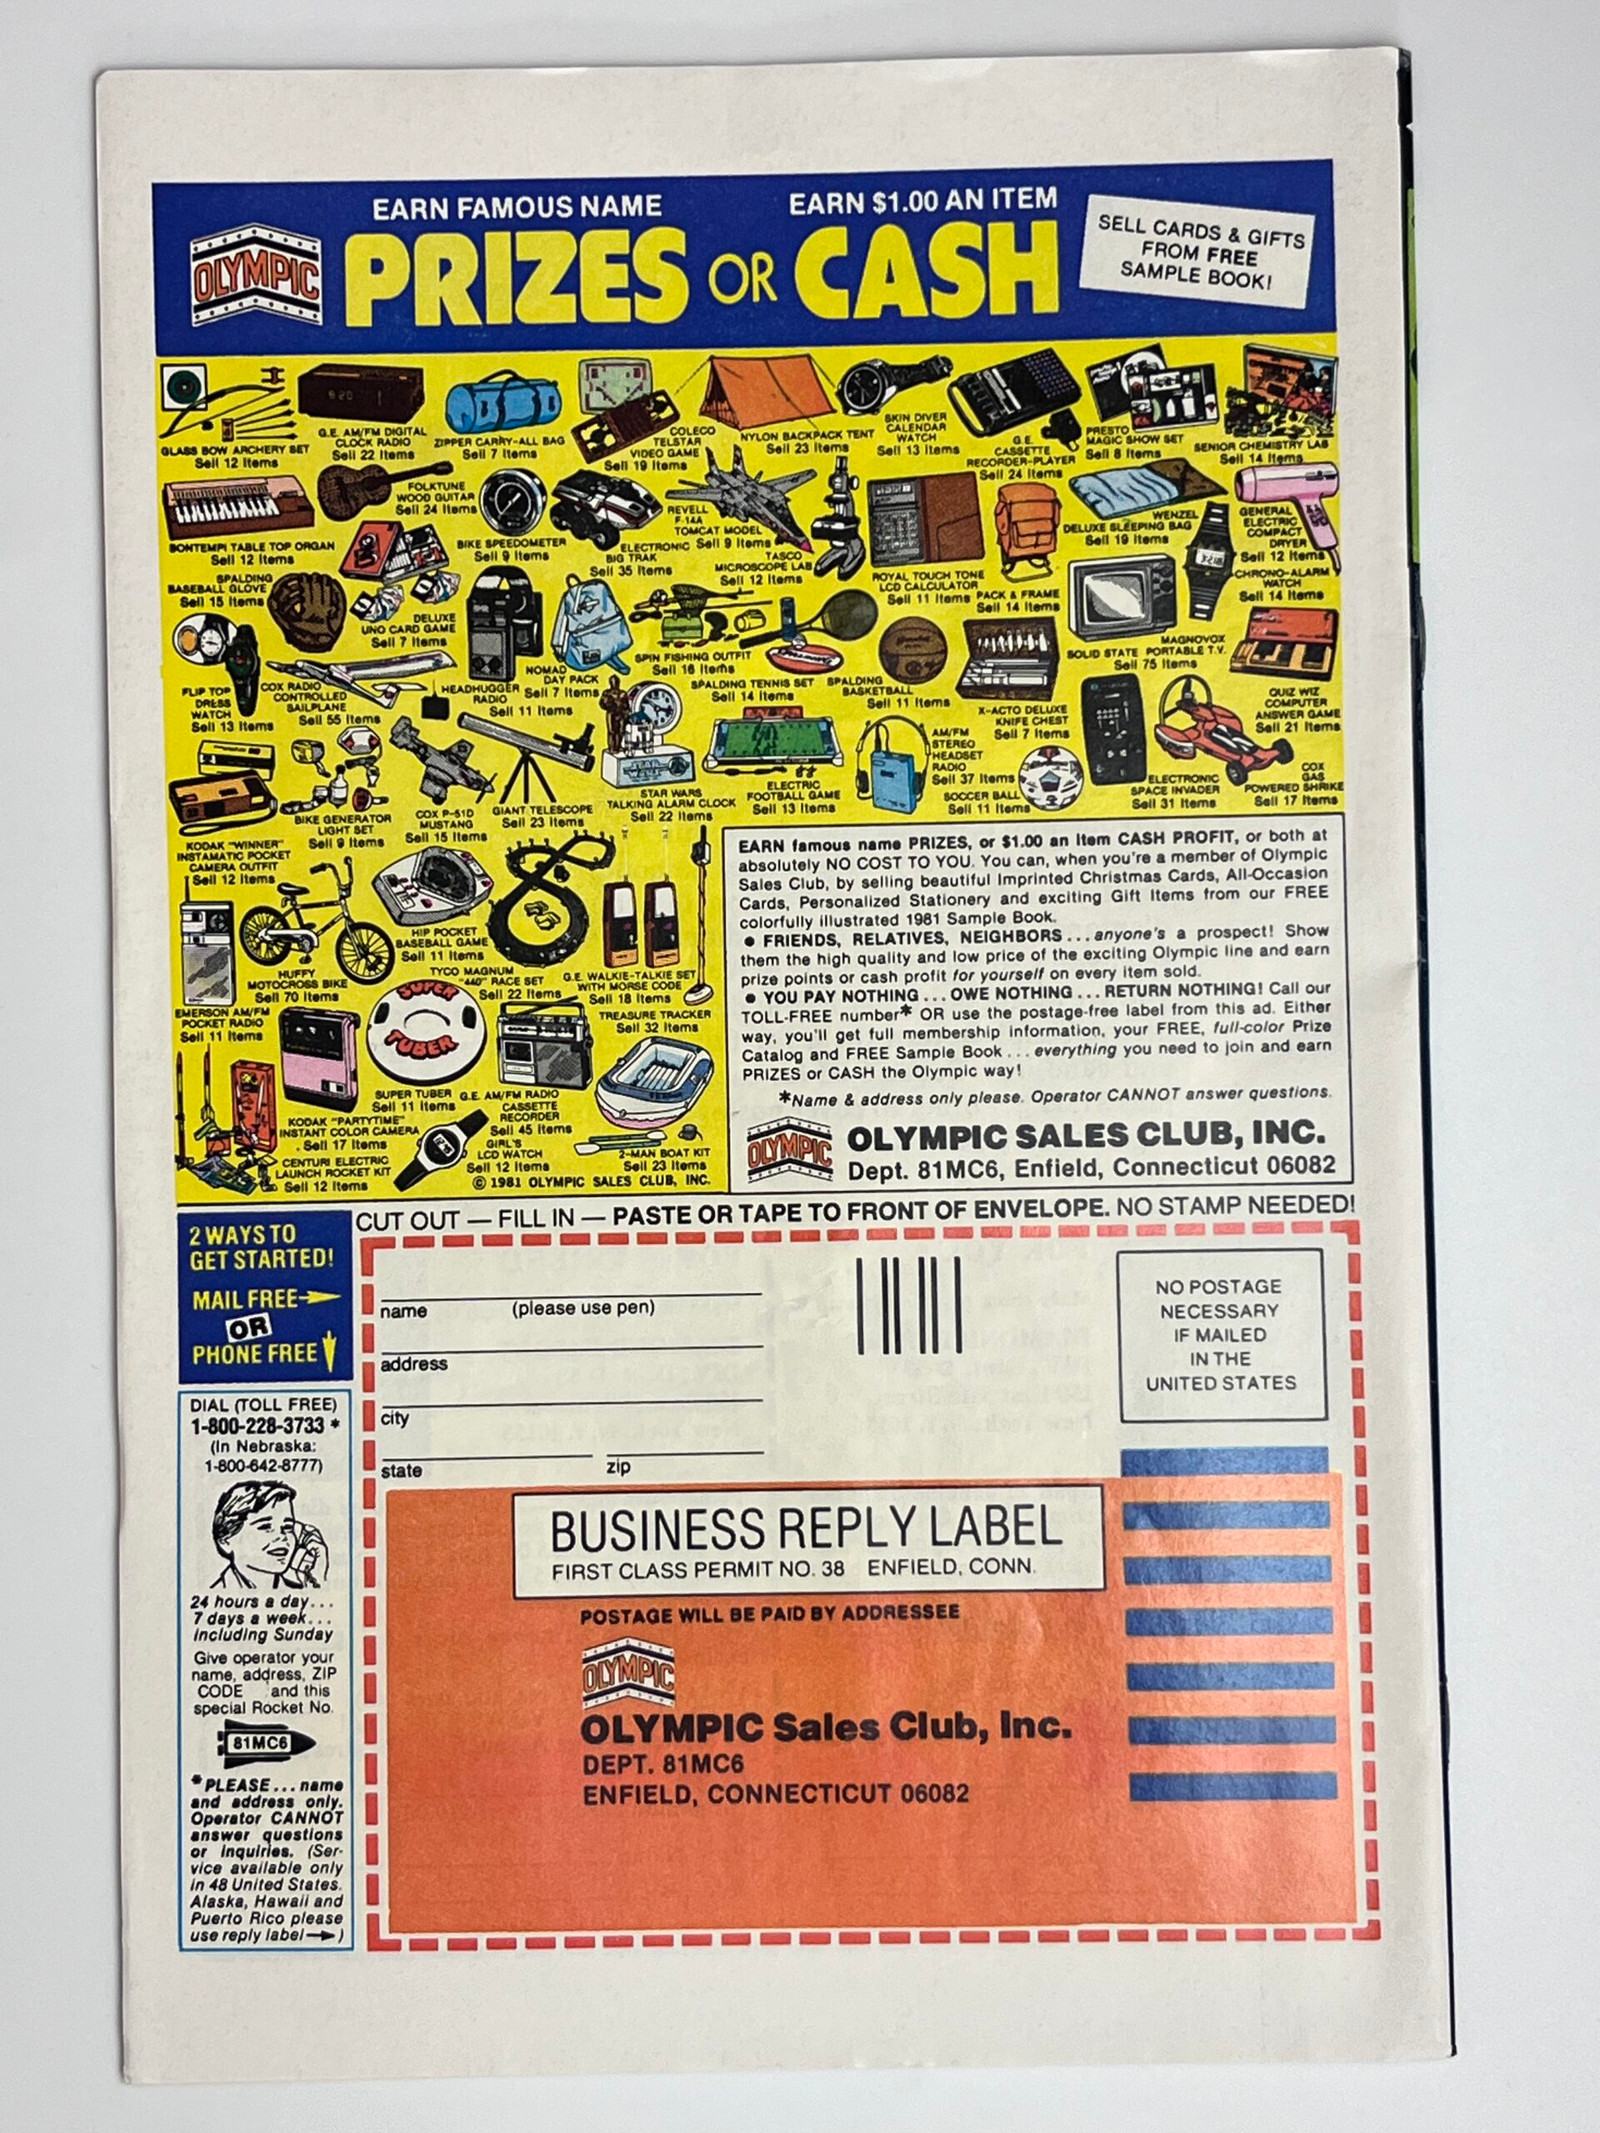 EARN FAMOUS NAME
EARN $1.00 AN ITEM
OLYMPIC
PRIZES OR CASH
SELL CARDS & GIFTS
FROM FREE
SAMPLE BOOK!
GLASS BOW ARCHERY SET
Sell 12 Items
G.E. AM/FM DIGITAL
CLOCK RADIO
Sell 22 Items
ZIPPER CARRY-ALL BAG
Sell 7 Items
COLECO
TELSTAR
VIDEO GAME
Sell 19 Items
NYLON BACKPACK TENT
Sell 23 Items
SKIN DIVER
CALENDAR
WATCH
Sell 13 Items
G.E.
CASSETTE
RECORDER-PLAYER
Sell 24 Items
PRESTO
MAGIC SHOW SET
Sell 8 Items
SENIOR CHEMISTRY LAB
Sell 14 Items
BONTEMPI TABLE TOP ORGAN
Sell 12 Items
FOLKTUNE
WOOD GUITAR
Sell 24 Items
BIKE SPEEDOMETER
Sell 9 Items
ELECTRONIC
BIG TRAK
Sell 35 Items
REVELL
F-14A
TOMCAT MODEL
Sell 9 Items
TASCO
MICROSCOPE LAB
Sell 12 Items
ROYAL TOUCH TONE
LCD CALCULATOR
Sell 11 Items
PACK & FRAME
Sell 14 Items
WENZEL
DELUXE SLEEPING BAG
Sell 19 Items
GENERAL
ELECTRIC
COMPACT
DRYER
Sell 12 Items
CHRONO-ALARM
WATCH
Sell 14 Items
SPALDING
BASEBALL GLOVE
Sell 15 Items
DELUXE
UNO CARD GAME
Sell 7 Items
HEADHUGGER
RADIO
Sell 11 Items
NOMAD
DAY PACK
Sell 7 Items
SPIN FISHING OUTFIT
Sell 16 Items
SPALDING TENNIS SET
Sell 14 Items
SPALDING
BASKETBALL
Sell 11 Items
X-ACTO DELUXE
KNIFE CHEST
Sell 7 Items
MAGNOVOX
SOLID STATE PORTABLE T.V.
Sell 75 Items
QUIZ WIZ
COMPUTER
ANSWER GAME
Sell 21 Items
FLIP TOP
DRESS
WATCH
Sell 13 Items
COX RADIO
CONTROLLED
SAILPLANE
Sell 55 Items
KODAK "WINNER"
INSTAMATIC POCKET
CAMERA OUTFIT
Sell 12 Items
BIKE GENERATOR
LIGHT SET
Sell 9 Items
COX P-51D
MUSTANG
Sell 15 Items
GIANT TELESCOPE
Sell 23 Items
STAR WARS
TALKING ALARM CLOCK
Sell 22 Items
ELECTRIC
FOOTBALL GAME
Sell 13 Items
AM/FM
STEREO
HEADSET
RADIO
Sell 37 Items
SOCCER BALL
Sell 11 Items
ELECTRONIC
SPACE INVADER
Sell 31 Items
COX
GAS
POWERED SHRIKE
Sell 17 Items
EMERSON AM/FM
POCKET RADIO
Sell 11 Items
HUFFY
MOTOCROSS BIKE
Sell 70 Items
HIP POCKET
BASEBALL GAME
Sell 11 Items
TYCO MAGNUM
"440" RACE SET
Sell 22 Items
G.E. WALKIE-TALKIE SET
WITH MORSE CODE
Sell 18 Items
TREASURE TRACKER
Sell 32 Items
SUPER
TUBER
SUPER TUBER
Sell 11 Items
G.E. AM/FM RADIO
CASSETTE
RECORDER
Sell 45 Items
KODAK "PARTYTIME"
INSTANT COLOR CAMERA
Sell 17 Items
CENTURI ELECTRIC
LAUNCH ROCKET KIT
Sell 12 Items
GIRL'S
LCD WATCH
Sell 12 Items
2-MAN BOAT KIT
Sell 23 Items
© 1981 OLYMPIC SALES CLUB, INC.
EARN famous name PRIZES, or $1.00 an Item CASH PROFIT, or both at
absolutely NO COST TO YOU. You can, when you're a member of Olympic
Sales Club, by selling beautiful Imprinted Christmas Cards, All-Occasion
Cards, Personalized Stationery and exciting Gift Items from our FREE
colorfully illustrated 1981 Sample Book.
● FRIENDS, RELATIVES, NEIGHBORS...anyone's a prospect! Show
them the high quality and low price of the exciting Olympic line and earn
prize points or cash profit for yourself on every item sold.
● YOU PAY NOTHING...OWE NOTHING...RETURN NOTHING! Call our
TOLL-FREE number* OR use the postage-free label from this ad. Either
way, you'll get full membership information, your FREE, full-color Prize
Catalog and FREE Sample Book...everything you need to join and earn
PRIZES or CASH the Olympic way!
*Name & address only please. Operator CANNOT answer questions.
OLYMPIC
OLYMPIC SALES CLUB, INC.
Dept. 81MC6, Enfield, Connecticut 06082
CUT OUT — FILL IN — PASTE OR TAPE TO FRONT OF ENVELOPE. NO STAMP NEEDED!
2 WAYS TO
GET STARTED!
MAIL FREE
OR
PHONE FREE
DIAL (TOLL FREE)
1-800-228-3733 *
(In Nebraska:
1-800-642-8777)
24 hours a day...
7 days a week...
Including Sunday
Give operator your
name, address, ZIP
CODE and this
special Rocket No.
81MC6
*PLEASE...name
and address only.
Operator CANNOT
answer questions
or inquiries. (Ser-
vice available only
in 48 United States.
Alaska, Hawaii and
Puerto Rico please
use reply label→)
name (please use pen)
address
city
state zip
NO POSTAGE
NECESSARY
IF MAILED
IN THE
UNITED STATES
BUSINESS REPLY LABEL
FIRST CLASS PERMIT NO. 38 ENFIELD, CONN.
POSTAGE WILL BE PAID BY ADDRESSEE
OLYMPIC
OLYMPIC Sales Club, Inc.
DEPT. 81MC6
ENFIELD, CONNECTICUT 06082